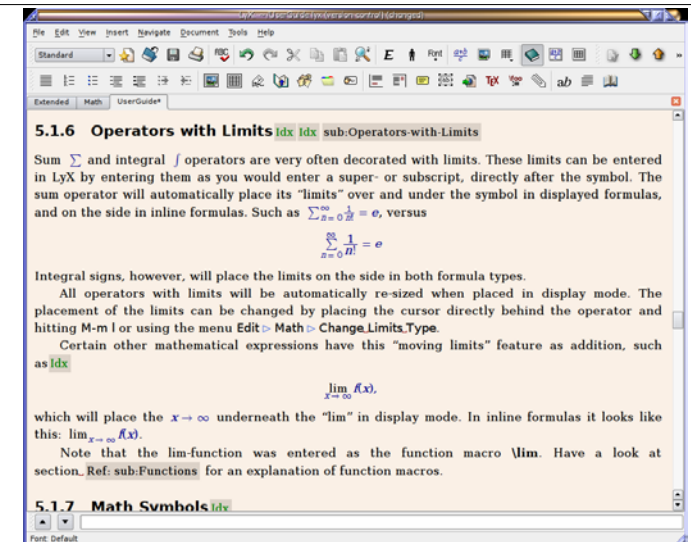 LyX - UserGuide.lyx (version control) (changed)
File Edit View Insert Navigate Document Tools Help
Standard
Extended Math UserGuide*
5.1.6 Operators with Limits Idx Idx sub:Operators-with-Limits
Sum ∑ and integral ∫ operators are very often decorated with limits. These limits can be entered
in LyX by entering them as you would enter a super- or subscript, directly after the symbol. The
sum operator will automatically place its “limits” over and under the symbol in displayed formulas,
and on the side in inline formulas. Such as ∑_{n=0}^{∞} 1/n! = e, versus
∑_{n=0}^{∞} 1/n! = e
Integral signs, however, will place the limits on the side in both formula types.
All operators with limits will be automatically re-sized when placed in display mode. The
placement of the limits can be changed by placing the cursor directly behind the operator and
hitting M-m l or using the menu Edit ▷ Math ▷ Change_Limits_Type.
Certain other mathematical expressions have this “moving limits” feature as addition, such
as Idx
lim_{x→∞} f(x),
which will place the x → ∞ underneath the “lim” in display mode. In inline formulas it looks like
this: lim_{x→∞} f(x).
Note that the lim-function was entered as the function macro \lim. Have a look at
section_ Ref: sub:Functions for an explanation of function macros.
5.1.7 Math Symbols Idx
Font: Default